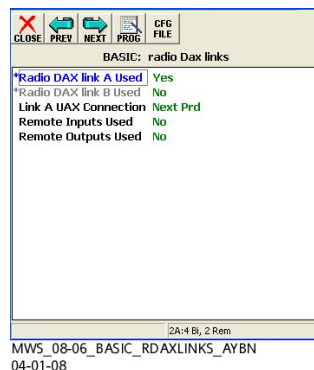 CLOSE PREV NEXT PROG CFG FILE
BASIC: radio Dax links
*Radio DAX link A Used Yes
*Radio DAX link B Used No
Link A UAX Connection Next Prd
Remote Inputs Used No
Remote Outputs Used No
2A:4 Bi, 2 Rem
MWS_08-06_BASIC_RDAXLINKS_AYBN
04-01-08